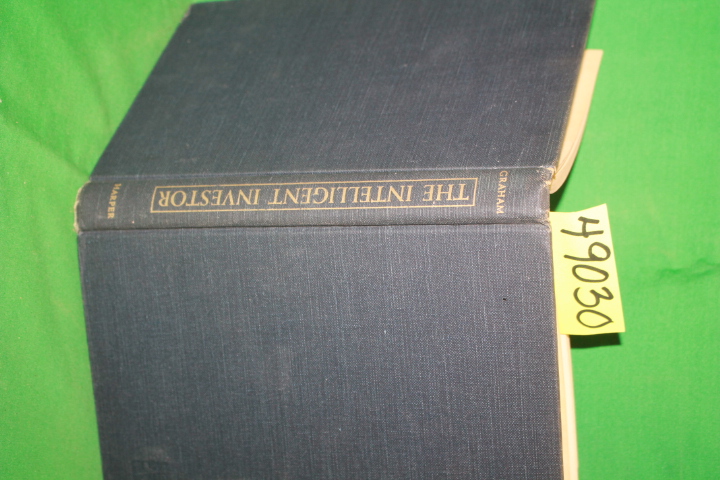 GRAHAM
THE INTELLIGENT INVESTOR
HARPER
49030